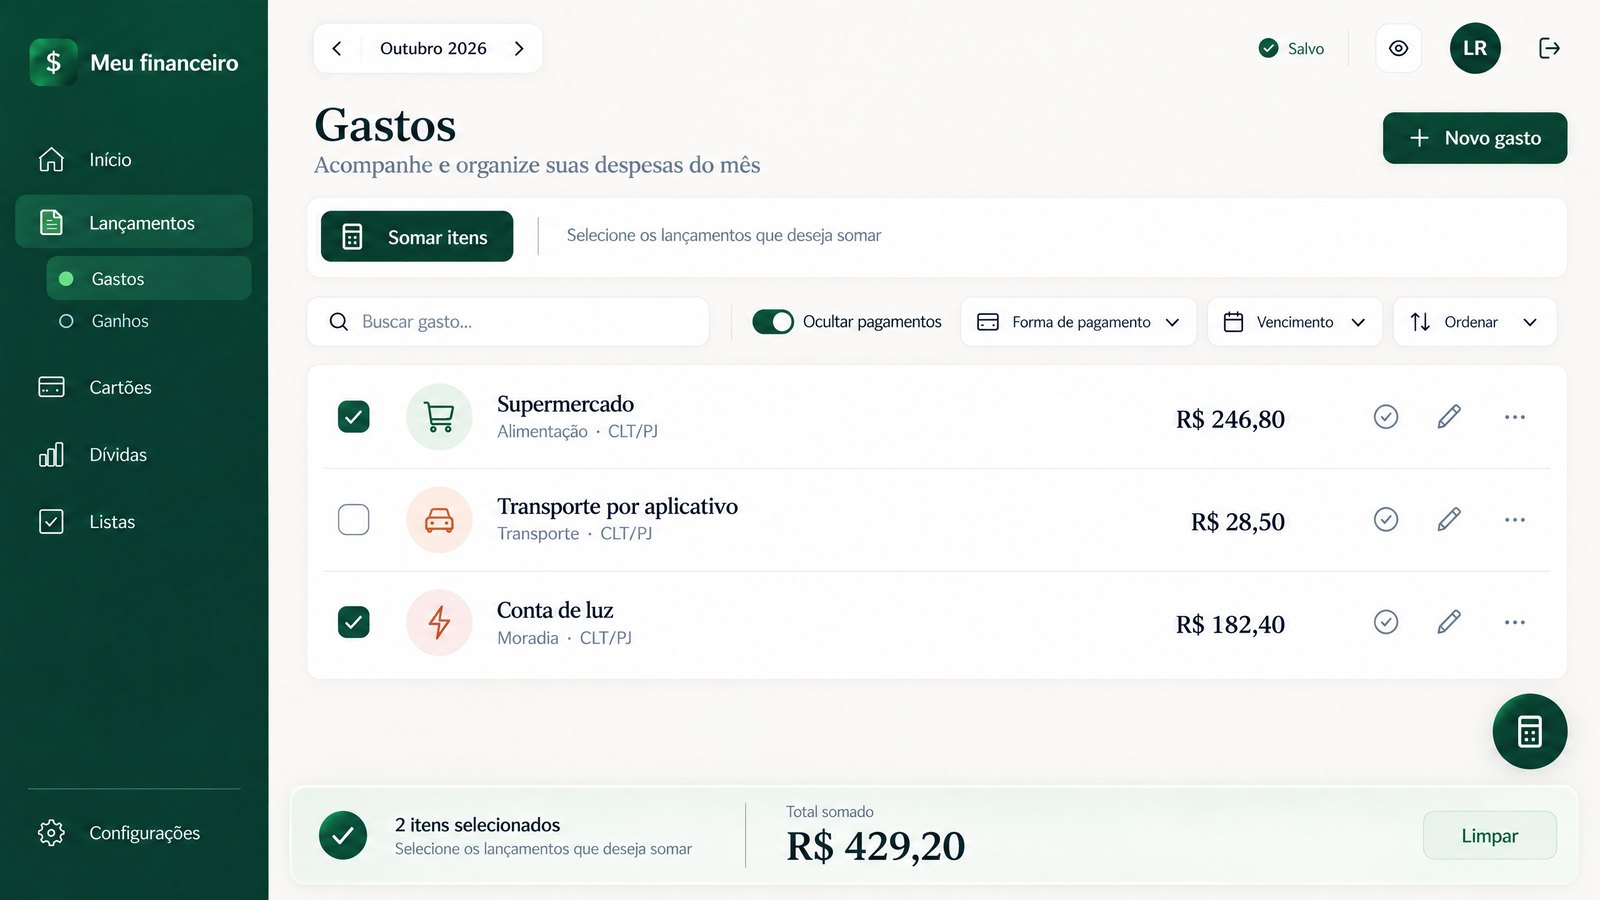 $ Meu financeiro
Início
Lançamentos
Gastos
Ganhos
Cartões
Dívidas
Listas
Configurações
Outubro 2026
Salvo
LR
Gastos
Acompanhe e organize suas despesas do mês
Novo gasto
Somar itens
Selecione os lançamentos que deseja somar
Buscar gasto...
Ocultar pagamentos
Forma de pagamento
Vencimento
Ordenar
Supermercado
Alimentação · CLT/PJ
R$ 246,80
Transporte por aplicativo
Transporte · CLT/PJ
R$ 28,50
Conta de luz
Moradia · CLT/PJ
R$ 182,40
2 itens selecionados
Selecione os lançamentos que deseja somar
Total somado
R$ 429,20
Limpar